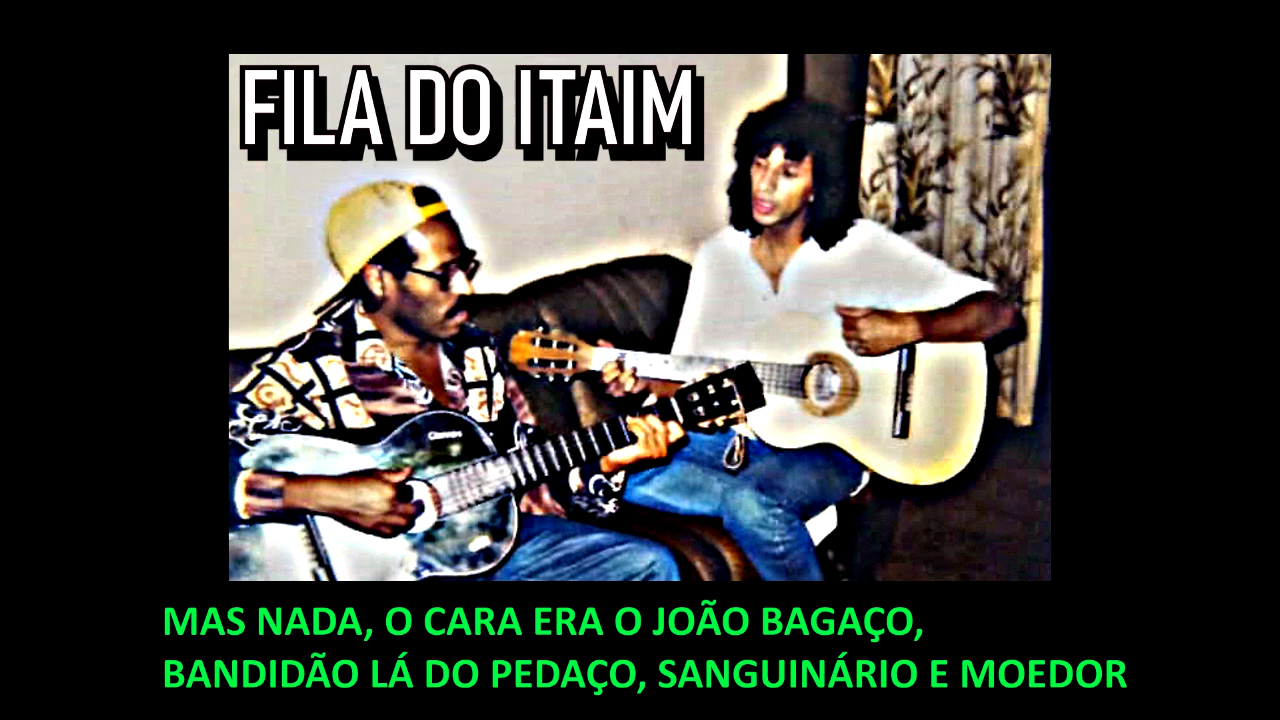 FILA DO ITAIM
MAS NADA, O CARA ERA O JOÃO BAGAÇO,
BANDIDÃO LÁ DO PEDAÇO, SANGUINÁRIO E MOEDOR